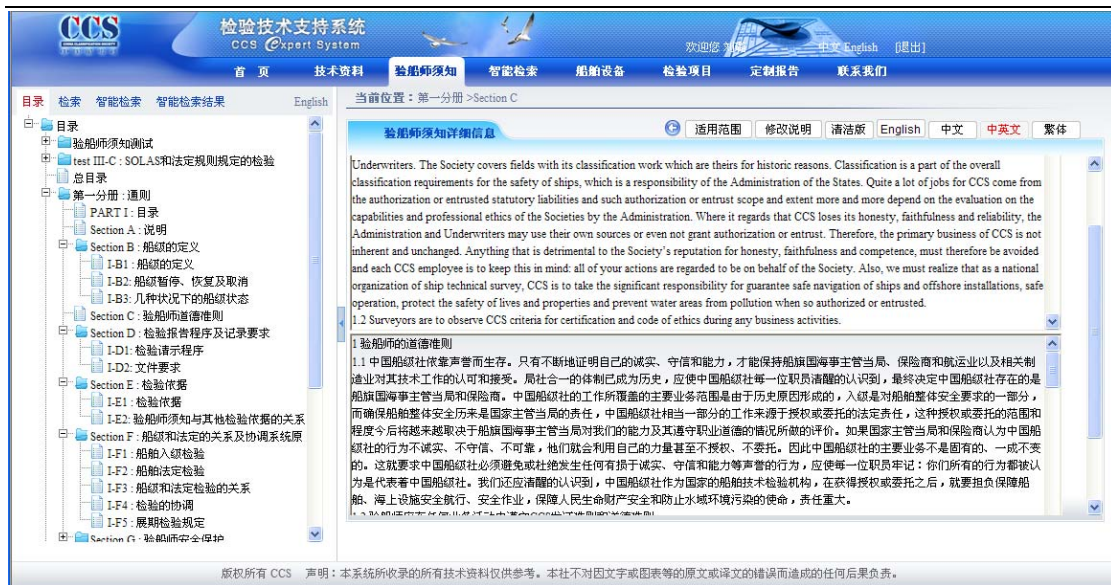 CCS
CHINA CLASSIFICATION SOCIETY
检验技术支持系统
CCS @xpert System
欢迎您
中文 English [退出]
首 页 技术资料 验船师须知 智能检索 船舶设备 检验项目 定制报告 联系我们
目录 检索 智能检索 智能检索结果 English
当前位置：第一分册 >Section C
验船师须知详细信息
适用范围 修改说明 清洁版 English 中文 中英文 繁体
目录
验船师须知测试
test III-C : SOLAS和法定规则规定的检验
总目录
第一分册 : 通则
PART I : 目录
Section A : 说明
Section B : 船级的定义
I-B1 : 船级的定义
I-B2: 船级暂停、恢复及取消
I-B3: 几种状况下的船级状态
Section C : 验船师道德准则
Section D : 检验报告程序及记录要求
I-D1: 检验请示程序
I-D2: 文件要求
Section E : 检验依据
I-E1 : 检验依据
I-E2: 验船师须知与其他检验依据的关系
Section F : 船级和法定的关系及协调系统原
I-F1 : 船舶入级检验
I-F2 : 船舶法定检验
I-F3 : 船级和法定检验的关系
I-F4 : 检验的协调
I-F5 : 展期检验规定
Section G : 验船师安全保护
Underwriters. The Society covers fields with its classification work which are theirs for historic reasons. Classification is a part of the overall
classification requirements for the safety of ships, which is a responsibility of the Administration of the States. Quite a lot of jobs for CCS come from
the authorization or entrusted statutory liabilities and such authorization or entrust scope and extent more and more depend on the evaluation on the
capabilities and professional ethics of the Societies by the Administration. Where it regards that CCS loses its honesty, faithfulness and reliability, the
Administration and Underwriters may use their own sources or even not grant authorization or entrust. Therefore, the primary business of CCS is not
inherent and unchanged. Anything that is detrimental to the Society's reputation for honesty, faithfulness and competence, must therefore be avoided
and each CCS employee is to keep this in mind: all of your actions are regarded to be on behalf of the Society. Also, we must realize that as a national
organization of ship technical survey, CCS is to take the significant responsibility for guarantee safe navigation of ships and offshore installations, safe
operation, protect the safety of lives and properties and prevent water areas from pollution when so authorized or entrusted.
1.2 Surveyors are to observe CCS criteria for certification and code of ethics during any business activities.
1 验船师的道德准则
1.1 中国船级社依靠声誉而生存。只有不断地证明自己的诚实、守信和能力，才能保持船旗国海事主管当局、保险商和航运业以及相关制
造业对其技术工作的认可和接受。局社合一的体制已成为历史，应使中国船级社每一位职员清醒的认识到，最终决定中国船级社存在的是
船旗国海事主管当局和保险商。中国船级社的工作所覆盖的主要业务范围是由于历史原因形成的，入级是对船舶整体安全要求的一部分，
而确保船舶整体安全历来是国家主管当局的责任，中国船级社相当一部分的工作来源于授权或委托的法定责任，这种授权或委托的范围和
程度今后将越来越取决于船旗国海事主管当局对我们的能力及其遵守职业道德的情况所做的评价。如果国家主管当局和保险商认为中国船
级社的行为不诚实、不守信、不可靠，他们就会利用自己的力量甚至不授权、不委托。因此中国船级社的主要业务不是固有的、一成不变
的。这就要求中国船级社必须避免或杜绝发生任何有损于诚实、守信和能力等声誉的行为，应使每一位职员牢记：你们所有的行为都被认
为是代表着中国船级社。我们还应清醒的认识到，中国船级社作为国家的船舶技术检验机构，在获得授权或委托之后，就要担负保障船
舶、海上设施安全航行、安全作业，保障人民生命财产安全和防止水域环境污染的使命，责任重大。
1.2 验船师应在任何业务活动中遵守CCS发证准则和道德准则
版权所有 CCS 声明：本系统所收录的所有技术资料仅供参考。本社不对因文字或图表等的原文或译文的错误而造成的任何后果负责。